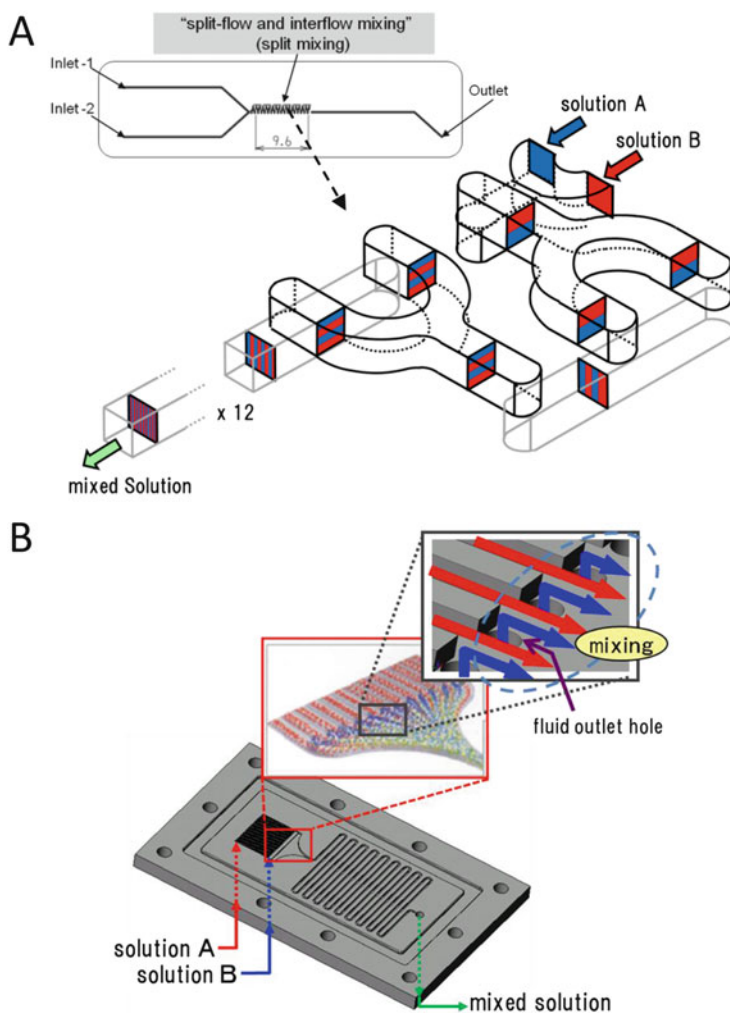 A
"split-flow and interflow mixing"
(split mixing)
Inlet -1
Inlet -2
Outlet
9.6
solution A
solution B
x 12
mixed Solution
B
mixing
fluid outlet hole
solution A
solution B
mixed solution